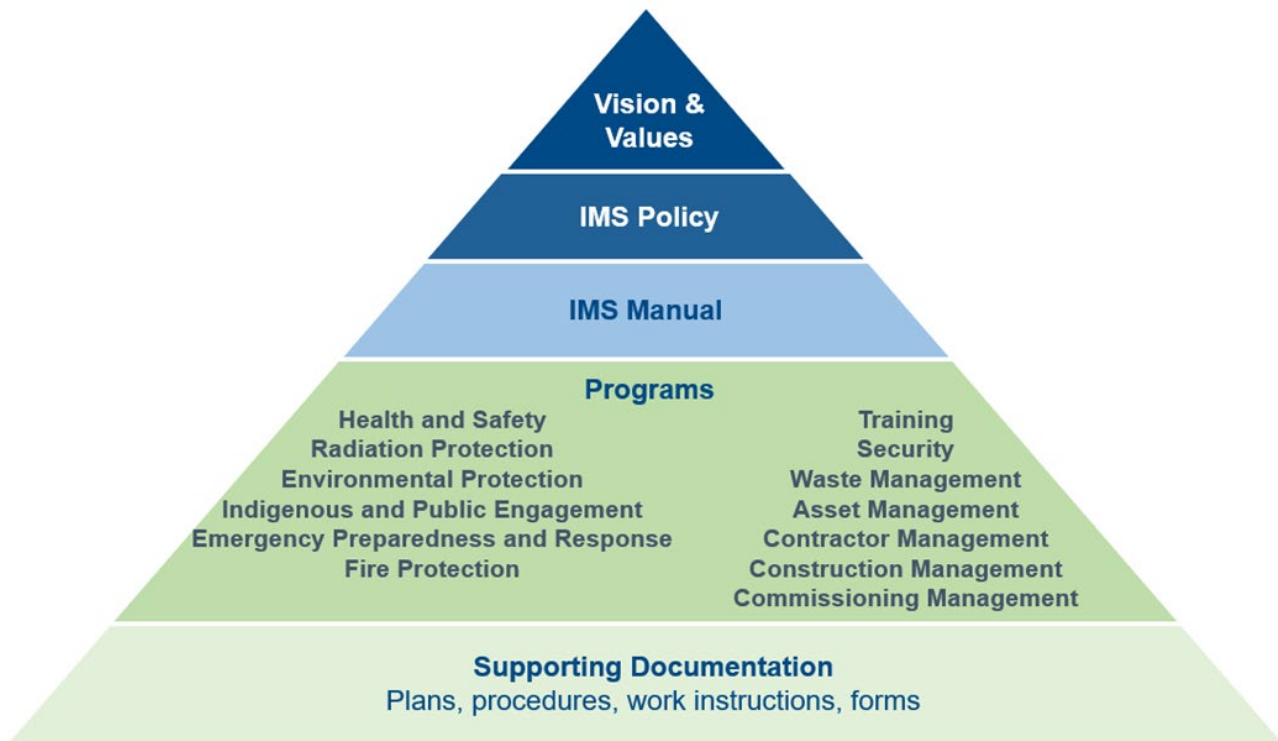 Vision &
Values
IMS Policy
IMS Manual
Programs
Health and Safety
Radiation Protection
Environmental Protection
Indigenous and Public Engagement
Emergency Preparedness and Response
Fire Protection
Training
Security
Waste Management
Asset Management
Contractor Management
Construction Management
Commissioning Management
Supporting Documentation
Plans, procedures, work instructions, forms